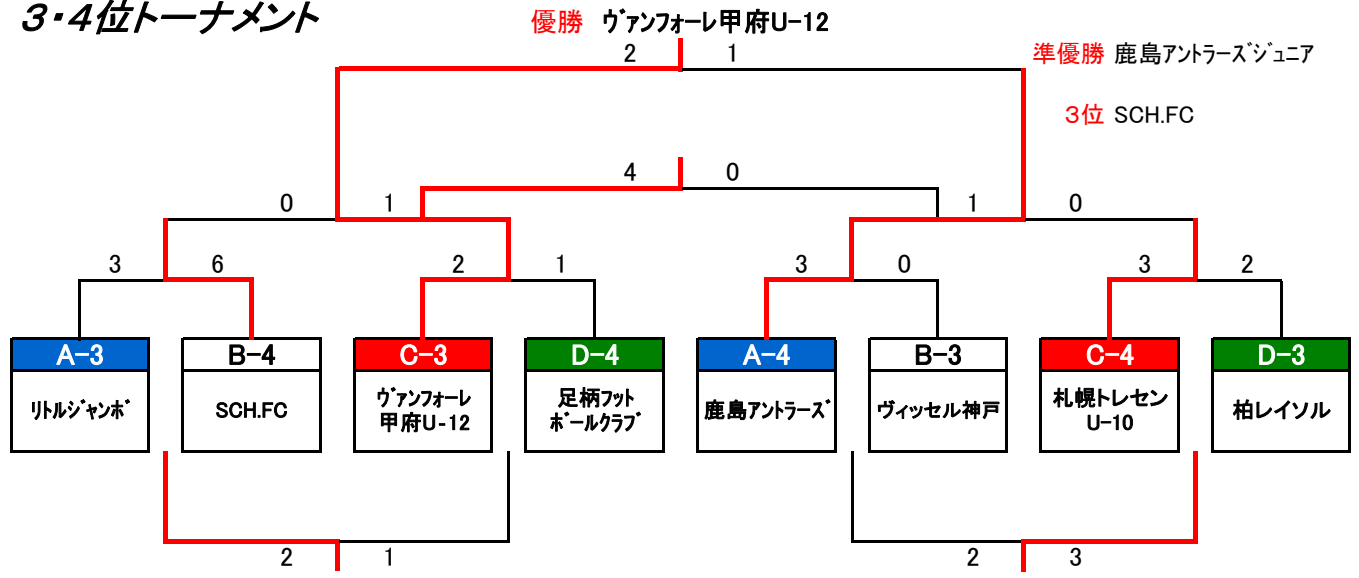 3・4位トーナメント
優勝 ヴァンフォーレ甲府U-12
2 1
準優勝 鹿島アントラーズジュニア
3位 SCH.FC
4 0
0 1 1 0
3 6 2 1 3 0 3 2
A-3 B-4 C-3 D-4 A-4 B-3 C-4 D-3
リトルジャンボ
SCH.FC
ヴァンフォーレ
甲府U-12
足柄フット
ボールクラブ
鹿島アントラーズ
ヴィッセル神戸
札幌トレセン
U-10
柏レイソル
2 1 2 3